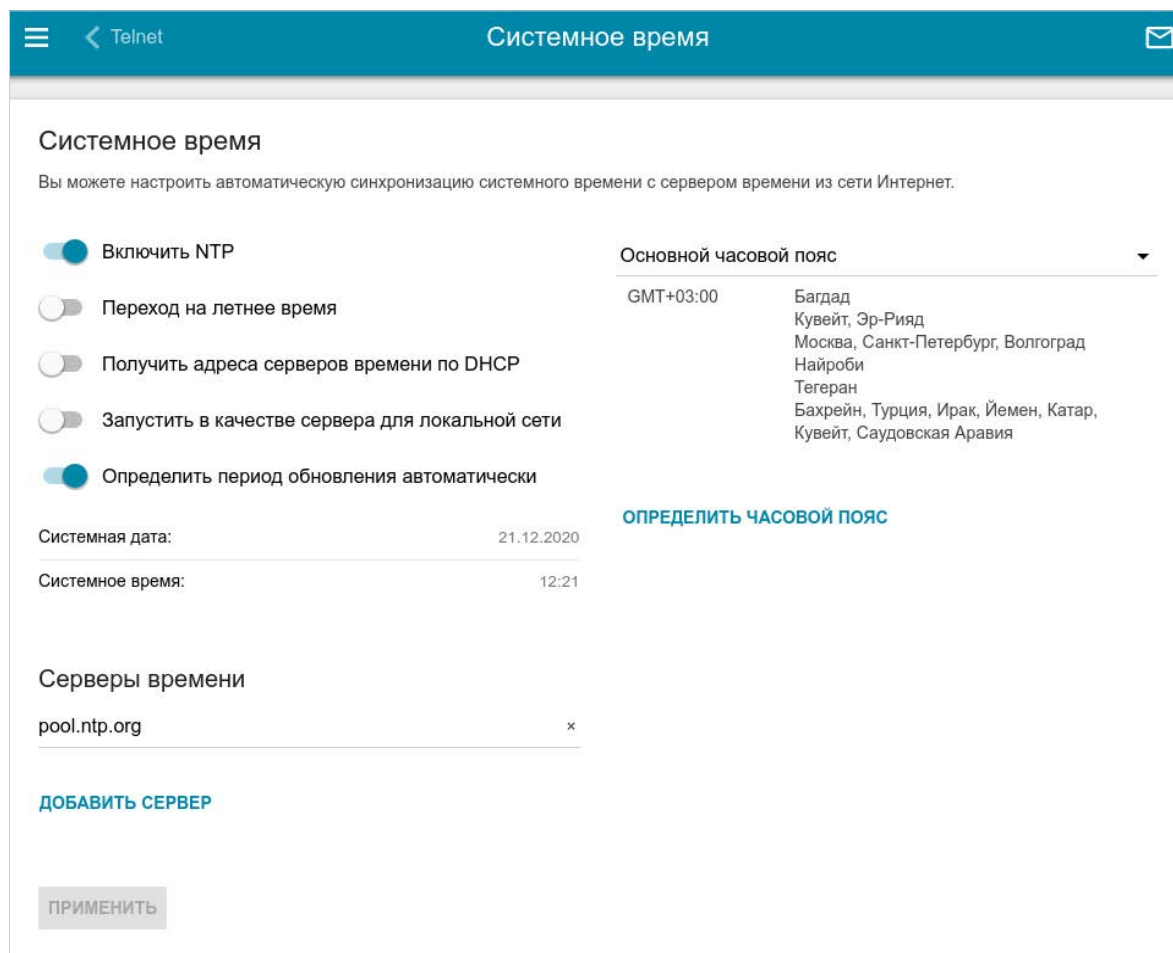 Telnet
Системное время
Системное время
Вы можете настроить автоматическую синхронизацию системного времени с сервером времени из сети Интернет.
Включить NTP
Переход на летнее время
Получить адреса серверов времени по DHCP
Запустить в качестве сервера для локальной сети
Определить период обновления автоматически
Системная дата: 21.12.2020
Системное время: 12:21
Основной часовой пояс
GMT+03:00 Багдад
Кувейт, Эр-Рияд
Москва, Санкт-Петербург, Волгоград
Найроби
Тегеран
Бахрейн, Турция, Ирак, Йемен, Катар,
Кувейт, Саудовская Аравия
ОПРЕДЕЛИТЬ ЧАСОВОЙ ПОЯС
Серверы времени
pool.ntp.org ×
ДОБАВИТЬ СЕРВЕР
ПРИМЕНИТЬ